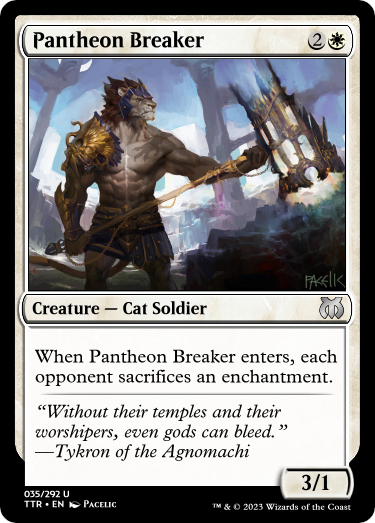 Pantheon Breaker 2
PACELIC
Creature — Cat Soldier
When Pantheon Breaker enters, each
opponent sacrifices an enchantment.
“Without their temples and their
worshipers, even gods can bleed.”
—Tykron of the Agnomachi
3/1
035/292 U
TTR • EN Pacelic
™ & © 2023 Wizards of the Coast